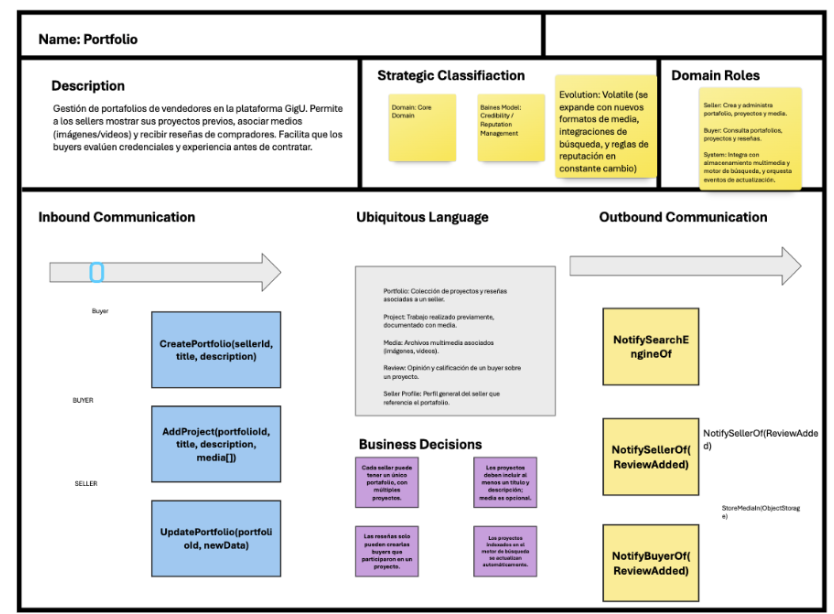 Name: Portfolio
Description
Gestión de portafolios de vendedores en la plataforma GigU. Permite
a los sellers mostrar sus proyectos previos, asociar medios
(imágenes/videos) y recibir reseñas de compradores. Facilita que los
buyers evalúen credenciales y experiencia antes de contratar.
Strategic Classifiaction
Domain: Core
Domain
Baines Model:
Credibility /
Reputation
Management
Evolution: Volatile (se
expande con nuevos
formatos de media,
integraciones de
búsqueda, y reglas de
reputación en
constante cambio)
Domain Roles
Seller: Crea y administra
portafolio, proyectos y media.
Buyer: Consulta portafolios,
proyectos y reseñas.
System: Integra con
almacenamiento multimedia y
motor de búsqueda, y orquesta
eventos de actualización.
Inbound Communication
Buyer
CreatePortfolio(sellerId,
title, description)
BUYER
AddProject(portfolioId,
title, description,
media[])
SELLER
UpdatePortfolio(portfoli
oId, newData)
Ubiquitous Language
Portfolio: Colección de proyectos y reseñas
asociadas a un seller.
Project: Trabajo realizado previamente,
documentado con media.
Media: Archivos multimedia asociados
(imágenes, videos).
Review: Opinión y calificación de un buyer sobre
un proyecto.
Seller Profile: Perfil general del seller que
referencia el portafolio.
Business Decisions
Cada seller puede
tener un único
portafolio, con
múltiples
proyectos.
Los proyectos
deben incluir al
menos un título y
descripción;
media es opcional.
Las reseñas solo
pueden crearlas
buyers que
participaron en un
proyecto.
Los proyectos
indexados en el
motor de búsqueda
se actualizan
automáticamente.
Outbound Communication
NotifySearchE
ngineOf
NotifySellerOf(
ReviewAdded)
NotifySellerOf(ReviewAdde
d)
StoreMediaIn(ObjectStorag
e)
NotifyBuyerOf(
ReviewAdded)